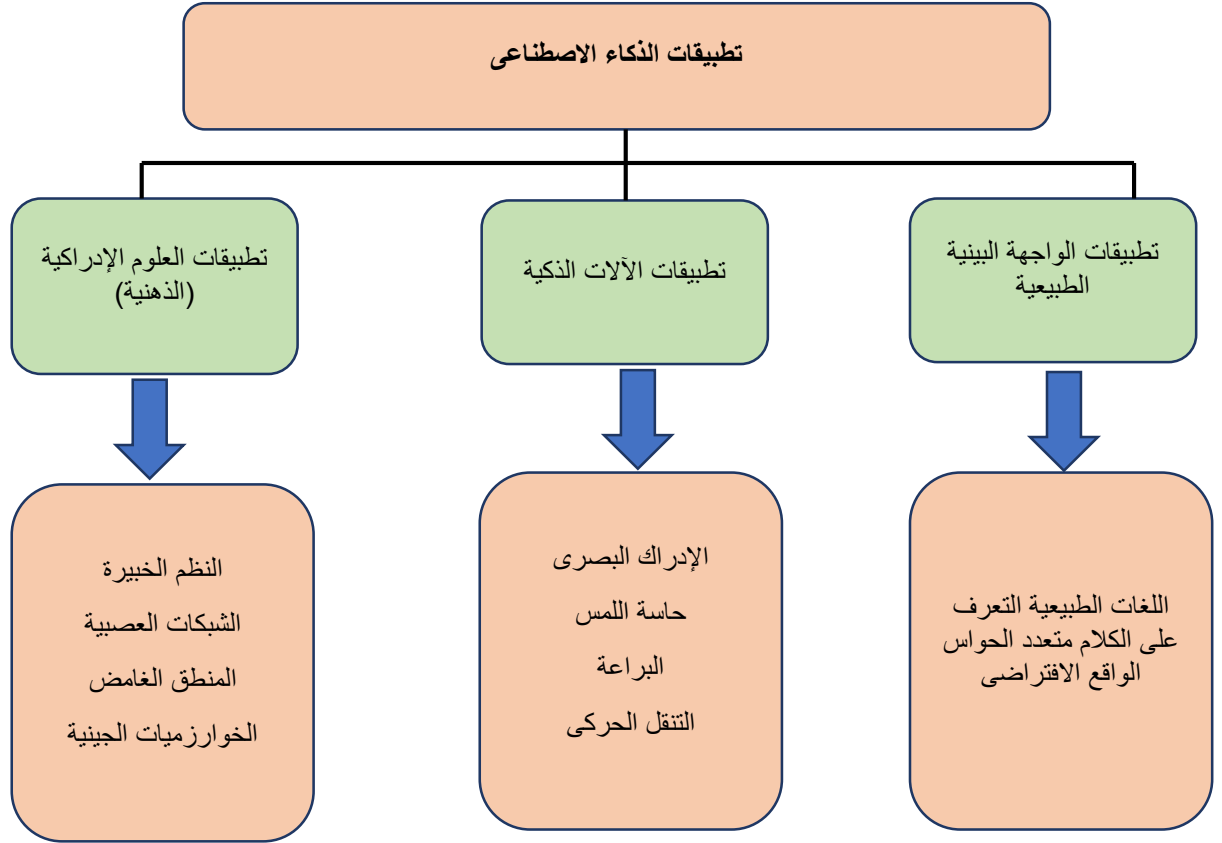 تطبيقات الذكاء الاصطناعى
تطبيقات الواجهة البينية
الطبيعية
تطبيقات الآلات الذكية
تطبيقات العلوم الإدراكية
(الذهنية)
اللغات الطبيعية التعرف
على الكلام متعدد الحواس
الواقع الافتراضى
الإدراك البصرى
حاسة اللمس
البراعة
التنقل الحركى
النظم الخبيرة
الشبكات العصبية
المنطق الغامض
الخوارزميات الجينية